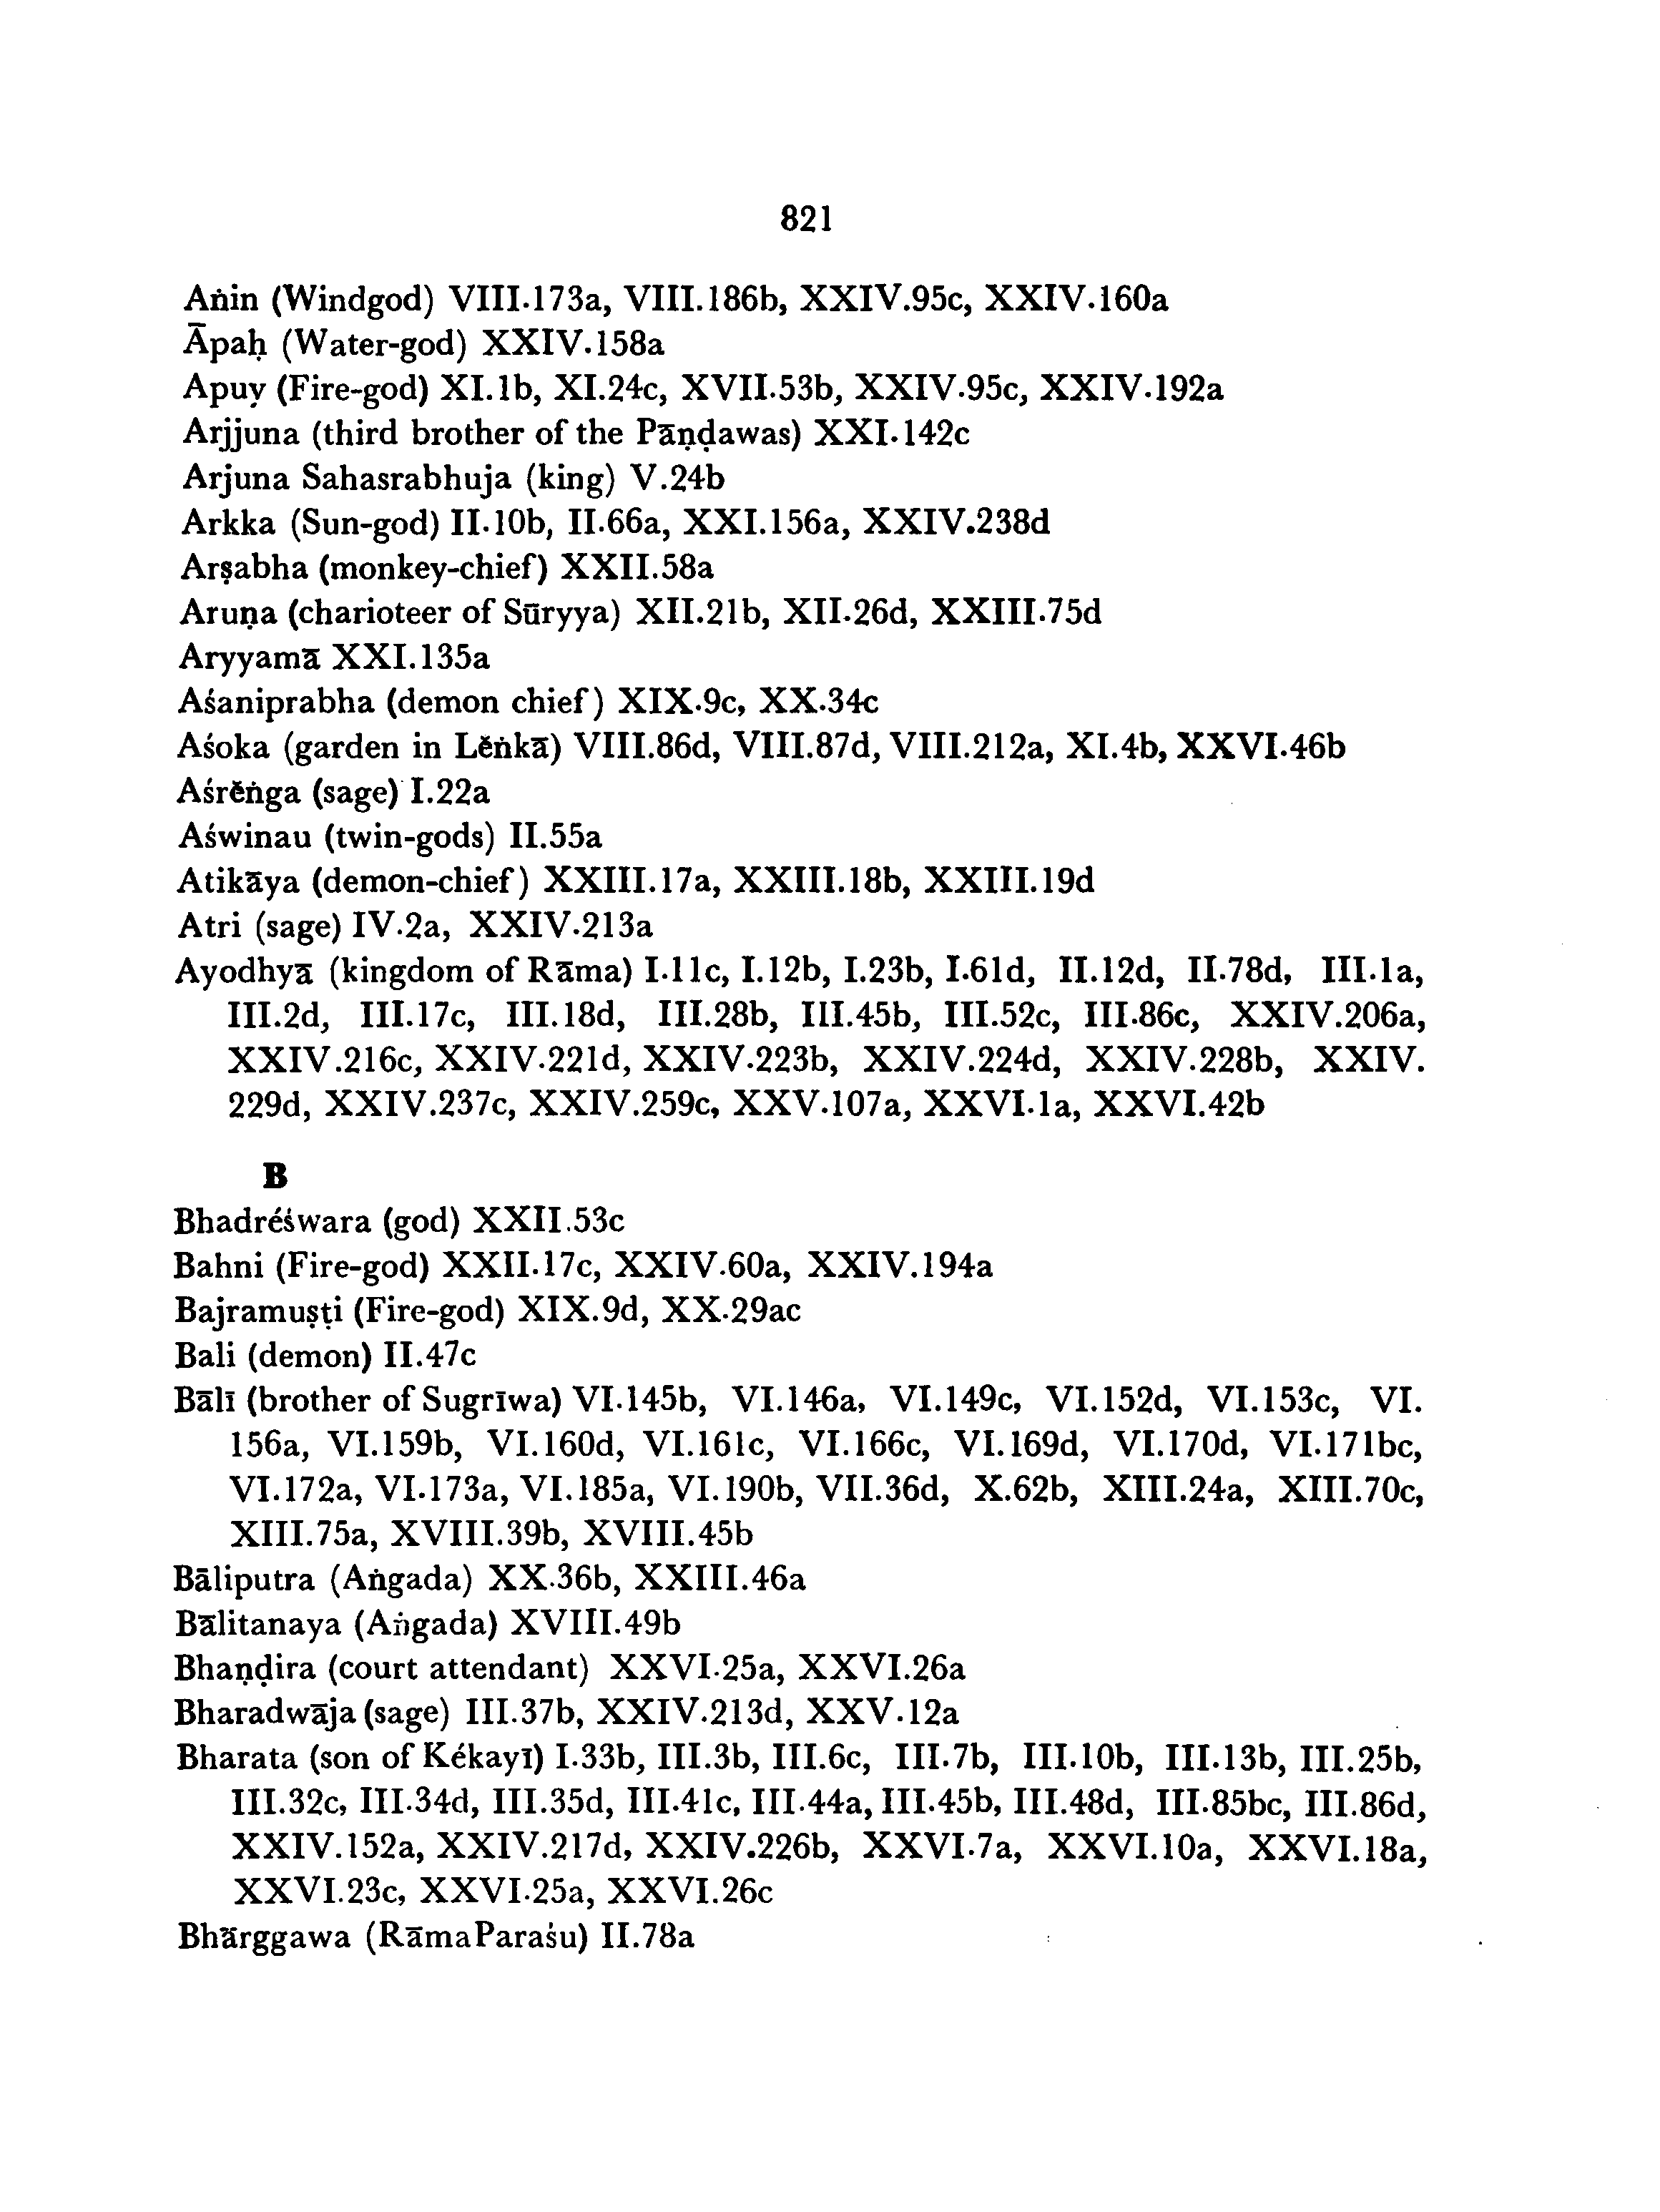 821
Aṅin (Windgod) VIII.173a, VIII.186b, XXIV.95c, XXIV.160a
Āpaḥ (Water-god) XXIV.158a
Apuy (Fire-god) XI.1b, XI.24c, XVII.53b, XXIV.95c, XXIV.192a
Arjjuna (third brother of the Pāṇḍawas) XXI.142c
Arjuna Sahasrabhuja (king) V.24b
Arkka (Sun-god) II.10b, II.66a, XXI.156a, XXIV.238d
Arṣabha (monkey-chief) XXII.58a
Aruṇa (charioteer of Sūryya) XII.21b, XII.26d, XXIII.75d
Aryyamā XXI.135a
Aśaniprabha (demon chief) XIX.9c, XX.34c
Aśoka (garden in Lĕṅkā) VIII.86d, VIII.87d, VIII.212a, XI.4b, XXVI.46b
Aśrĕṅga (sage) I.22a
Aświnau (twin-gods) II.55a
Atikāya (demon-chief) XXIII.17a, XXIII.18b, XXIII.19d
Atri (sage) IV.2a, XXIV.213a
Ayodhyā (kingdom of Rāma) I.11c, I.12b, I.23b, I.61d, II.12d, II.78d, III.1a,
III.2d, III.17c, III.18d, III.28b, III.45b, III.52c, III.86c, XXIV.206a,
XXIV.216c, XXIV.221d, XXIV.223b, XXIV.224d, XXIV.228b, XXIV.
229d, XXIV.237c, XXIV.259c, XXV.107a, XXVI.1a, XXVI.42b
B
Bhadréśwara (god) XXII.53c
Bahni (Fire-god) XXII.17c, XXIV.60a, XXIV.194a
Bajramuṣṭi (Fire-god) XIX.9d, XX.29ac
Bali (demon) II.47c
Bālī (brother of Sugrīwa) VI.145b, VI.146a, VI.149c, VI.152d, VI.153c, VI.
156a, VI.159b, VI.160d, VI.161c, VI.166c, VI.169d, VI.170d, VI.171bc,
VI.172a, VI.173a, VI.185a, VI.190b, VII.36d, X.62b, XIII.24a, XIII.70c,
XIII.75a, XVIII.39b, XVIII.45b
Bāliputra (Aṅgada) XX.36b, XXIII.46a
Bālitanaya (Aṅgada) XVIII.49b
Bhaṇḍira (court attendant) XXVI.25a, XXVI.26a
Bharadwāja (sage) III.37b, XXIV.213d, XXV.12a
Bharata (son of Kékayī) I.33b, III.3b, III.6c, III.7b, III.10b, III.13b, III.25b,
III.32c, III.34d, III.35d, III.41c, III.44a, III.45b, III.48d, III.85bc, III.86d,
XXIV.152a, XXIV.217d, XXIV.226b, XXVI.7a, XXVI.10a, XXVI.18a,
XXVI.23c, XXVI.25a, XXVI.26c
Bhārggawa (RāmaParaśu) II.78a